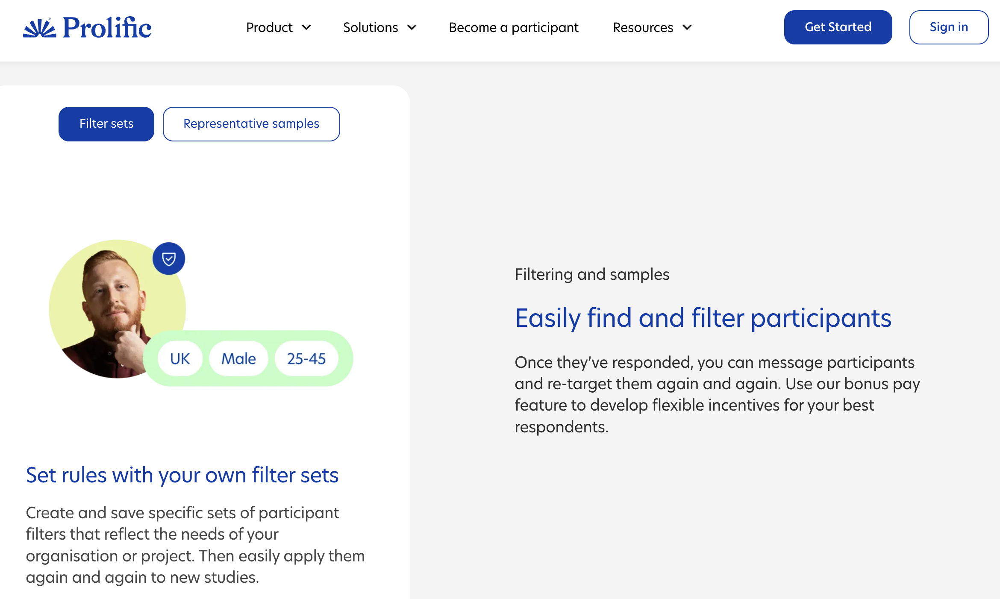 Prolific
Product
Solutions
Become a participant
Resources
Get Started
Sign in
Filter sets
Representative samples
UK
Male
25-45
Set rules with your own filter sets
Create and save specific sets of participant
filters that reflect the needs of your
organisation or project. Then easily apply them
again and again to new studies.
Filtering and samples
Easily find and filter participants
Once they’ve responded, you can message participants
and re-target them again and again. Use our bonus pay
feature to develop flexible incentives for your best
respondents.